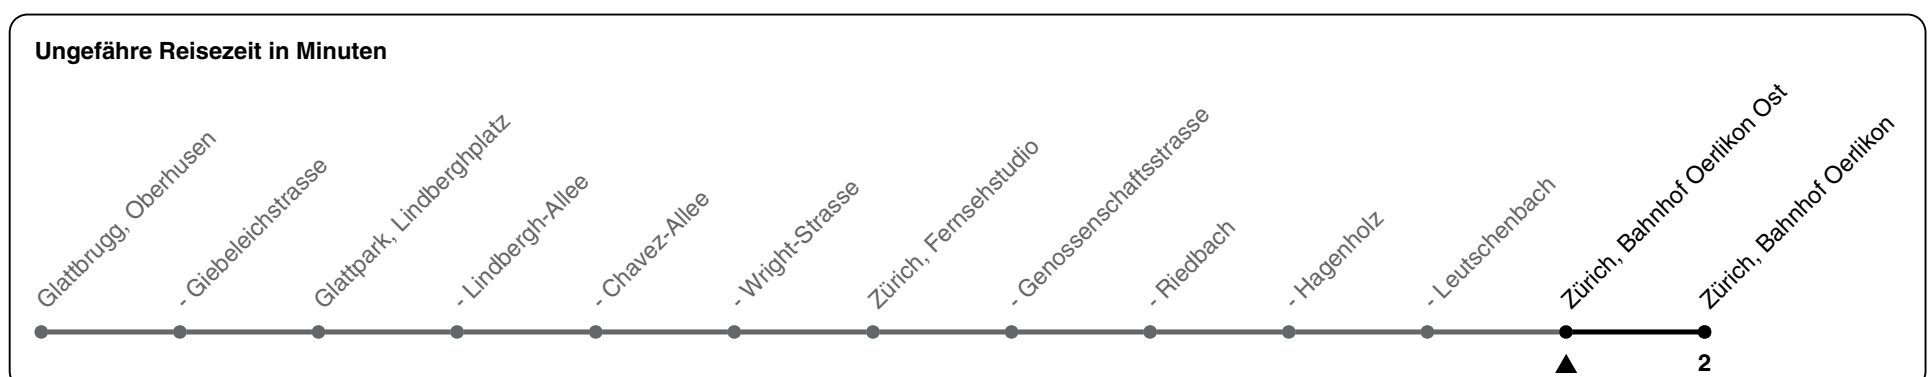 Ungefähre Reisezeit in Minuten
Glattbrugg, Oberhusen
- Giebeleichstrasse
Glattpark, Lindberghplatz
- Lindbergh-Allee
- Chavez-Allee
- Wright-Strasse
Zürich, Fernsehstudio
- Genossenschaftsstrasse
- Riedbach
- Hagenholz
- Leutschenbach
Zürich, Bahnhof Oerlikon Ost
Zürich, Bahnhof Oerlikon
2